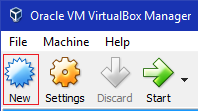 Oracle VM VirtualBox Manager
File Machine Help
New Settings Discard Start